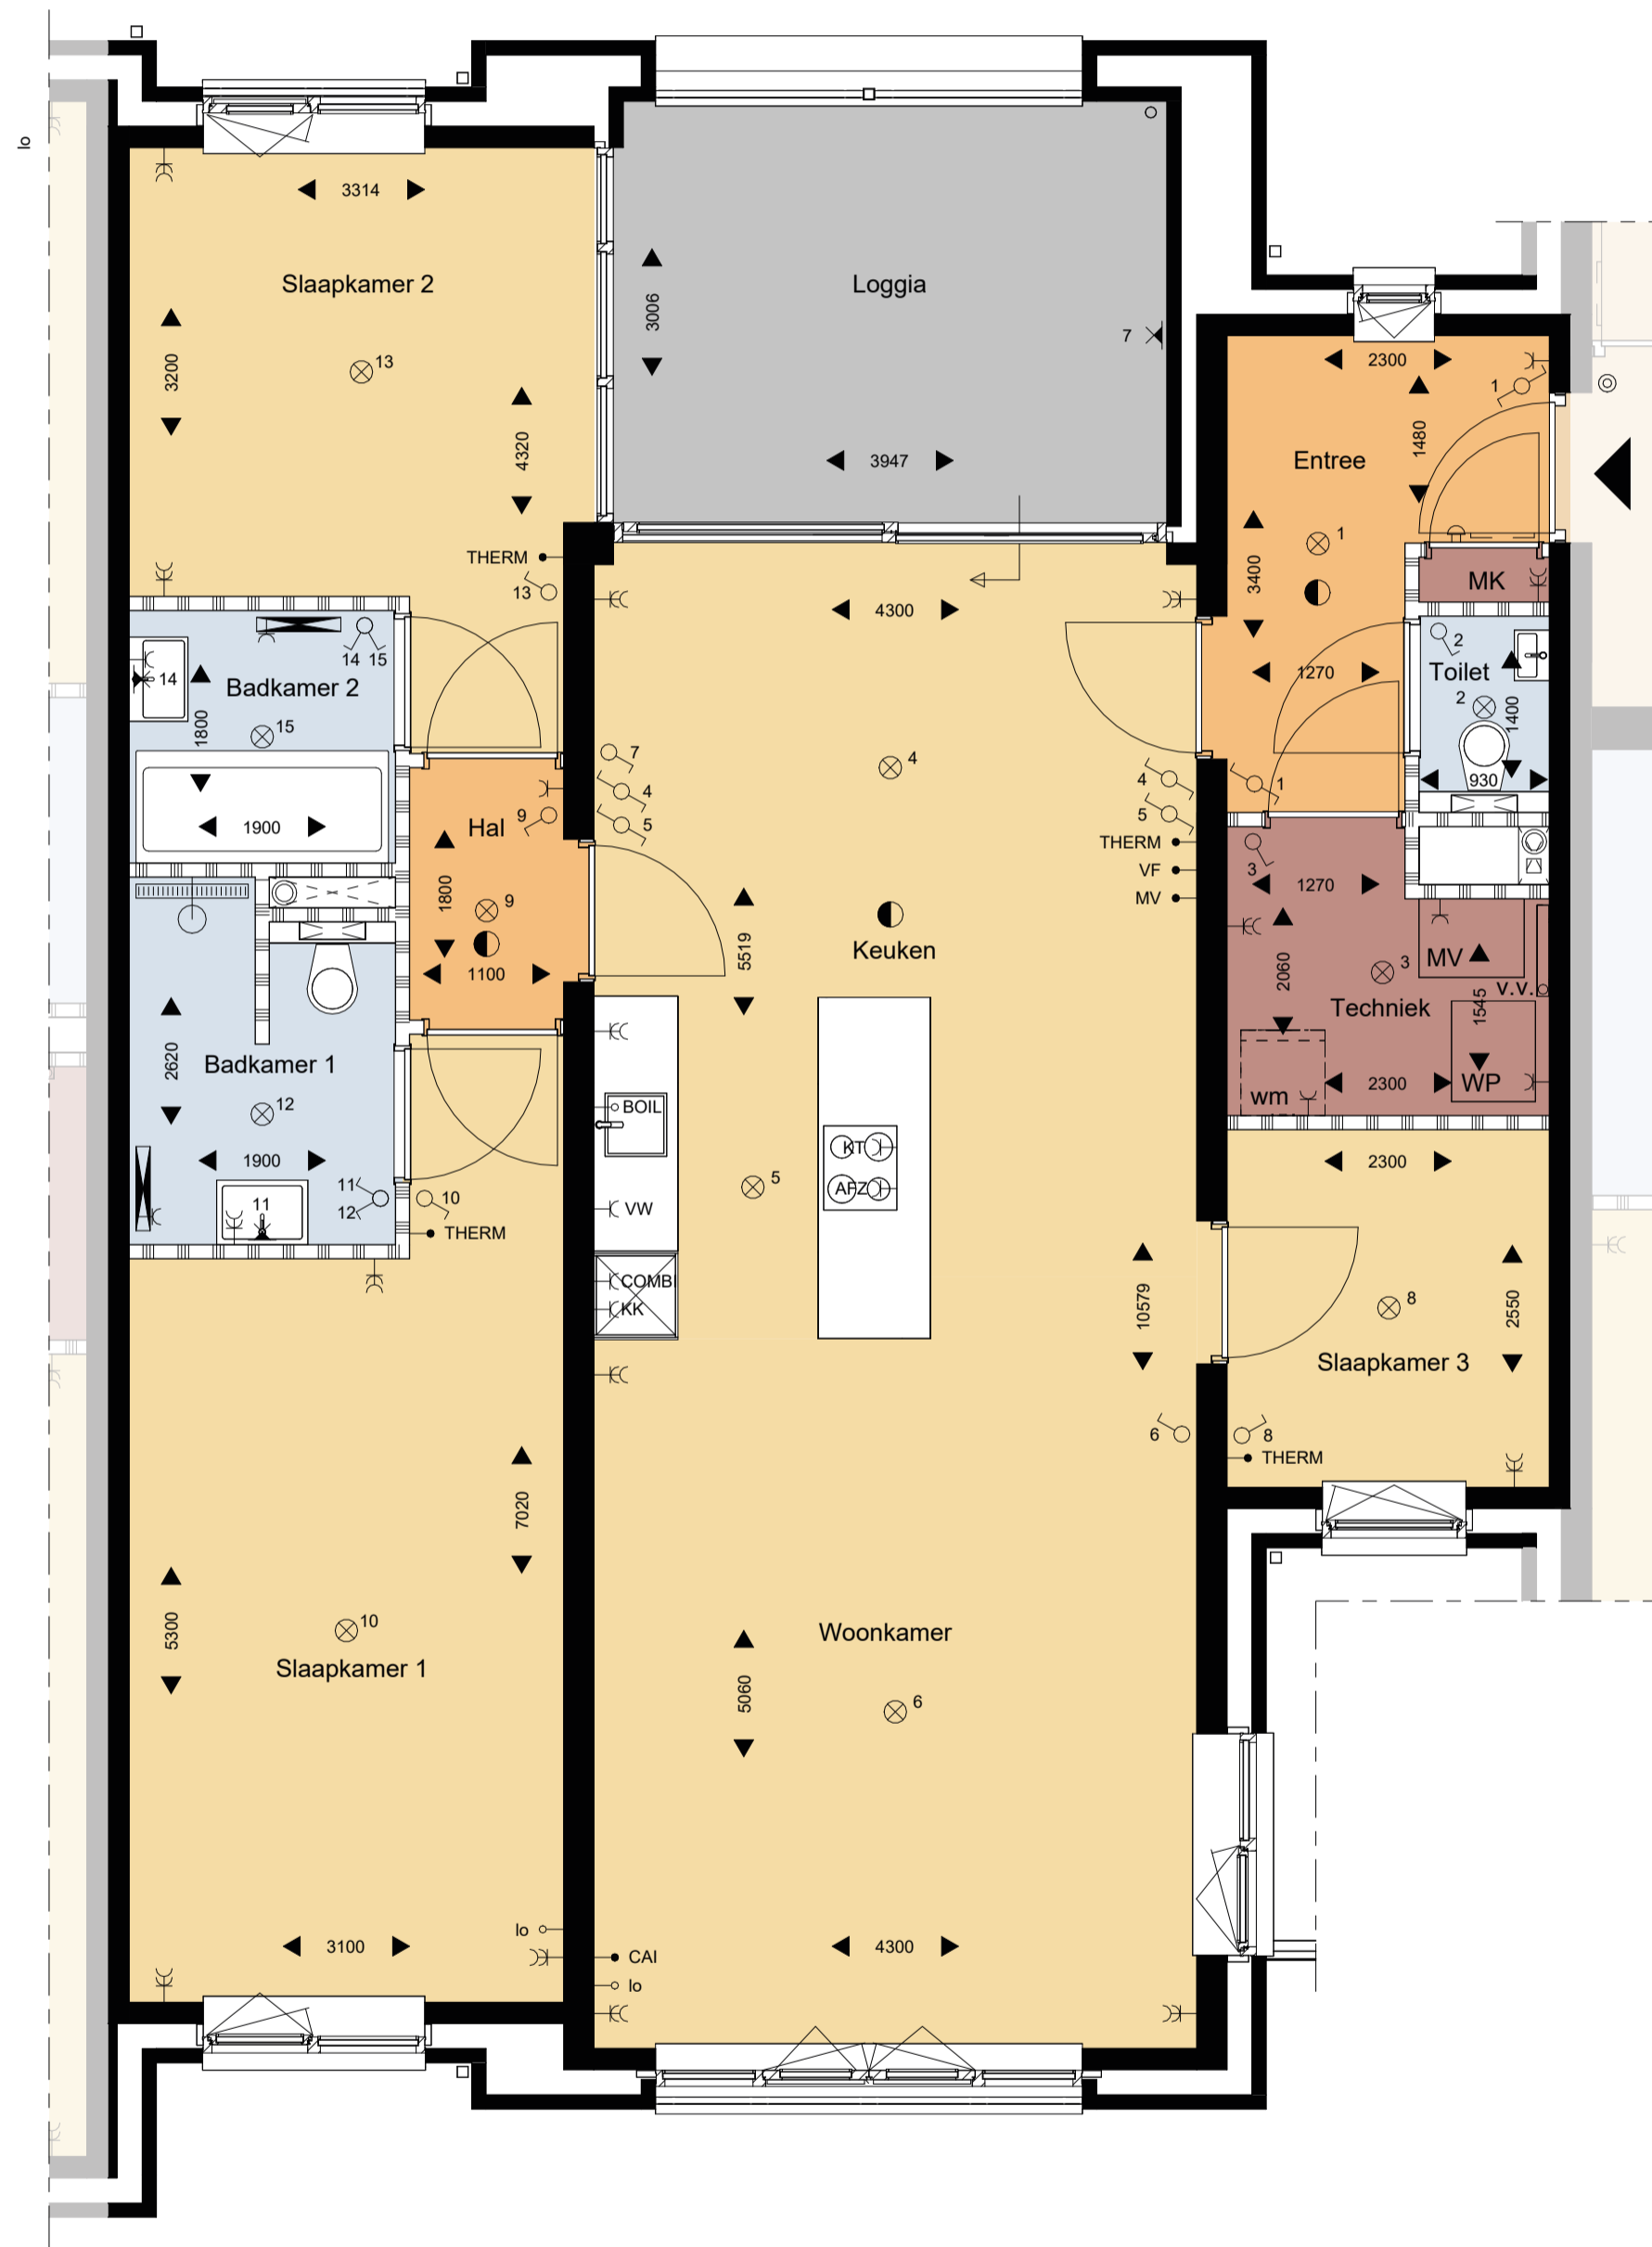 lo
3314
Slaapkamer 2
3200
13
4320
THERM
13
3006
Loggia
7
3947
2300
1
1480
Entree
1
3400
MK
4300
2
Toilet
2
1400
930
1270
14 15
14
Badkamer 2
1800
15
1900
7
4
5
4
4
5
1
THERM
VF
MV
9
Hal
1800
9
1100
5519
Keuken
3
1270
2060
3
MV
V.V.
1545
Techniek
2300
WP
wm
2620
Badkamer 1
12
1900
11
11
12
10
THERM
BOIL
VW
COMBI
KK
KT
AFZ
5
10579
2300
8
2550
Slaapkamer 3
6
8
THERM
7020
5300
10
Slaapkamer 1
3100
lo
CAI
lo
Woonkamer
5060
6
4300